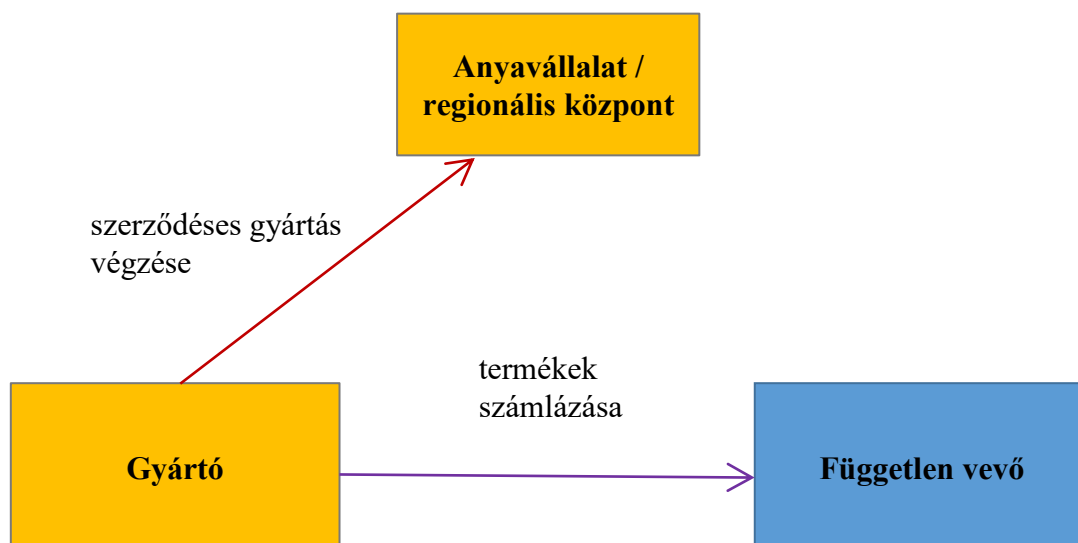 Anyavállalat /
regionális központ
szerződéses gyártás
végzése
termékek
számlázása
Gyártó
Független vevő